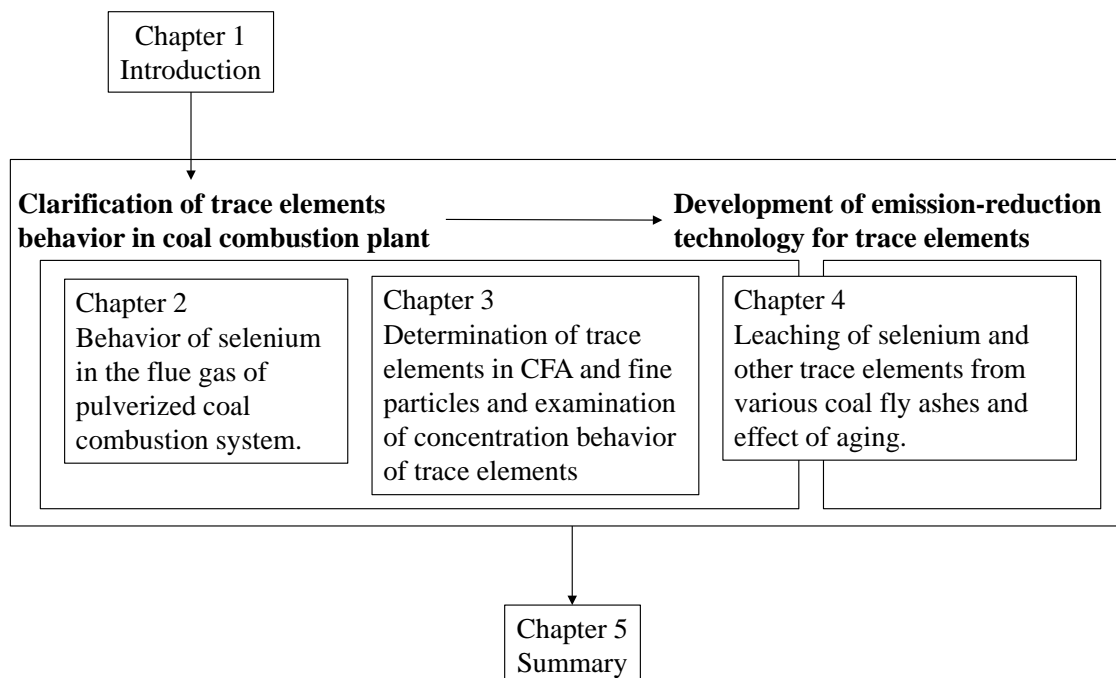 Chapter 1
Introduction
Clarification of trace elements
behavior in coal combustion plant
Development of emission-reduction
technology for trace elements
Chapter 2
Behavior of selenium
in the flue gas of
pulverized coal
combustion system.
Chapter 3
Determination of trace
elements in CFA and fine
particles and examination
of concentration behavior
of trace elements
Chapter 4
Leaching of selenium and
other trace elements from
various coal fly ashes and
effect of aging.
Chapter 5
Summary